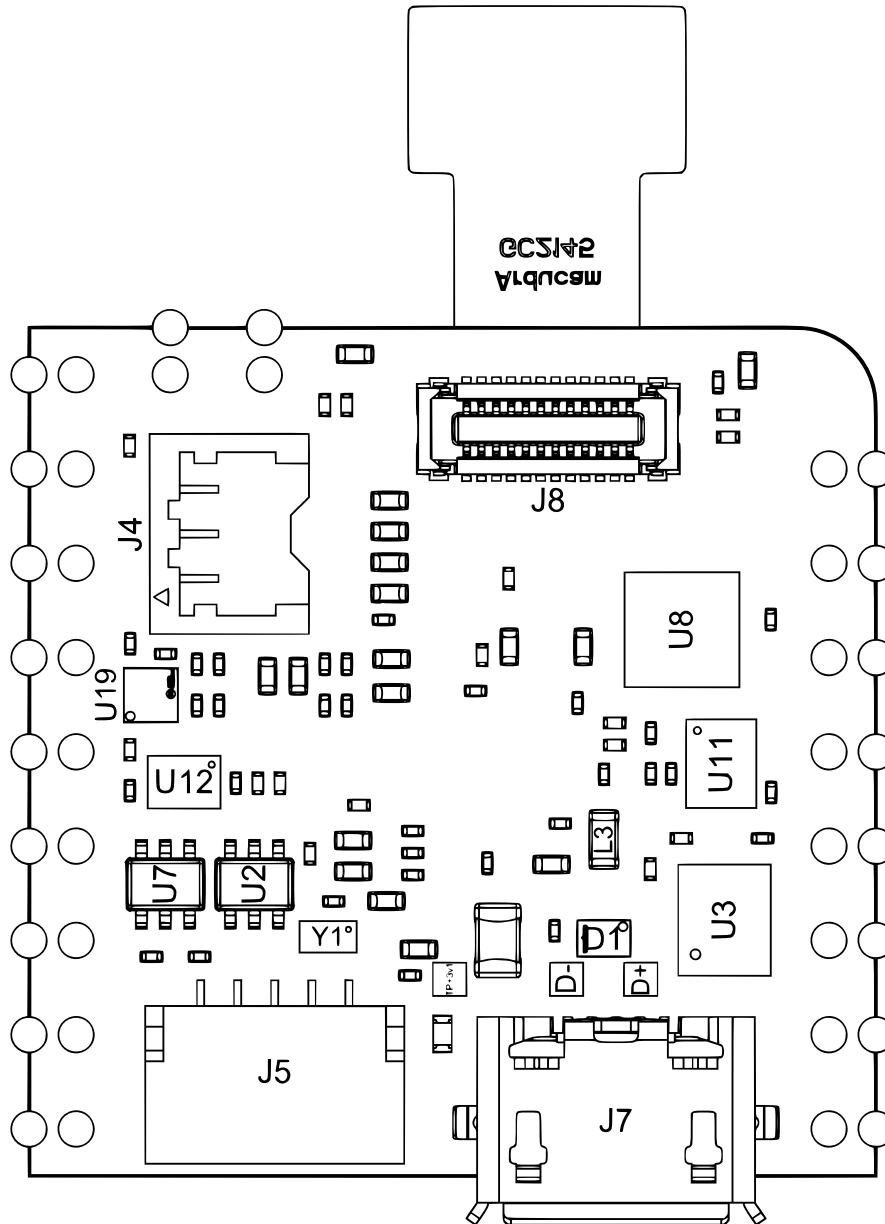 GC2145
Arducam
J8
J4
U8
U19
U11
U12
L3
U7
U2
U3
Y1°
D1
TP+3v1
D-
D+
J5
J7